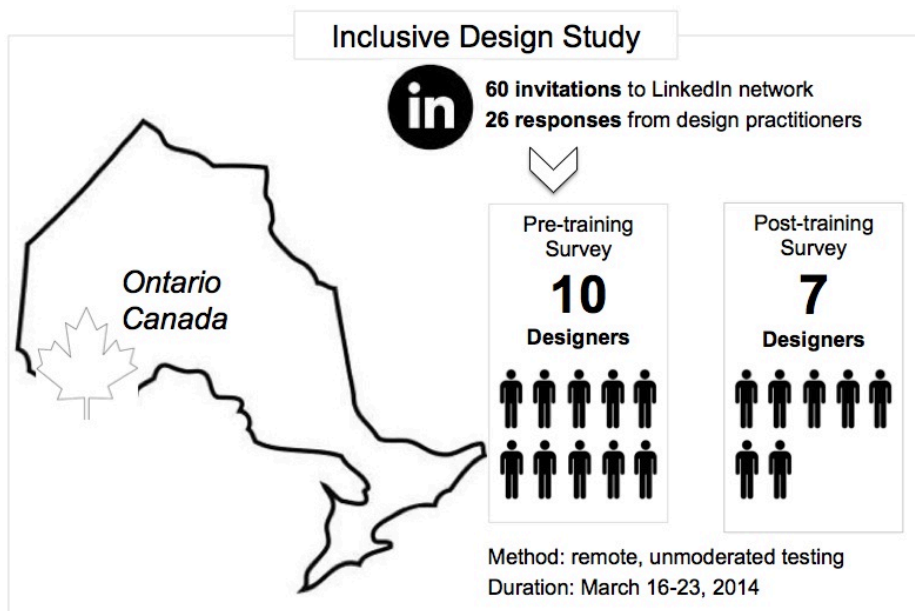 Inclusive Design Study
in
60 invitations to LinkedIn network
26 responses from design practitioners
Ontario
Canada
Pre-training
Survey
10
Designers
Post-training
Survey
7
Designers
Method: remote, unmoderated testing
Duration: March 16-23, 2014